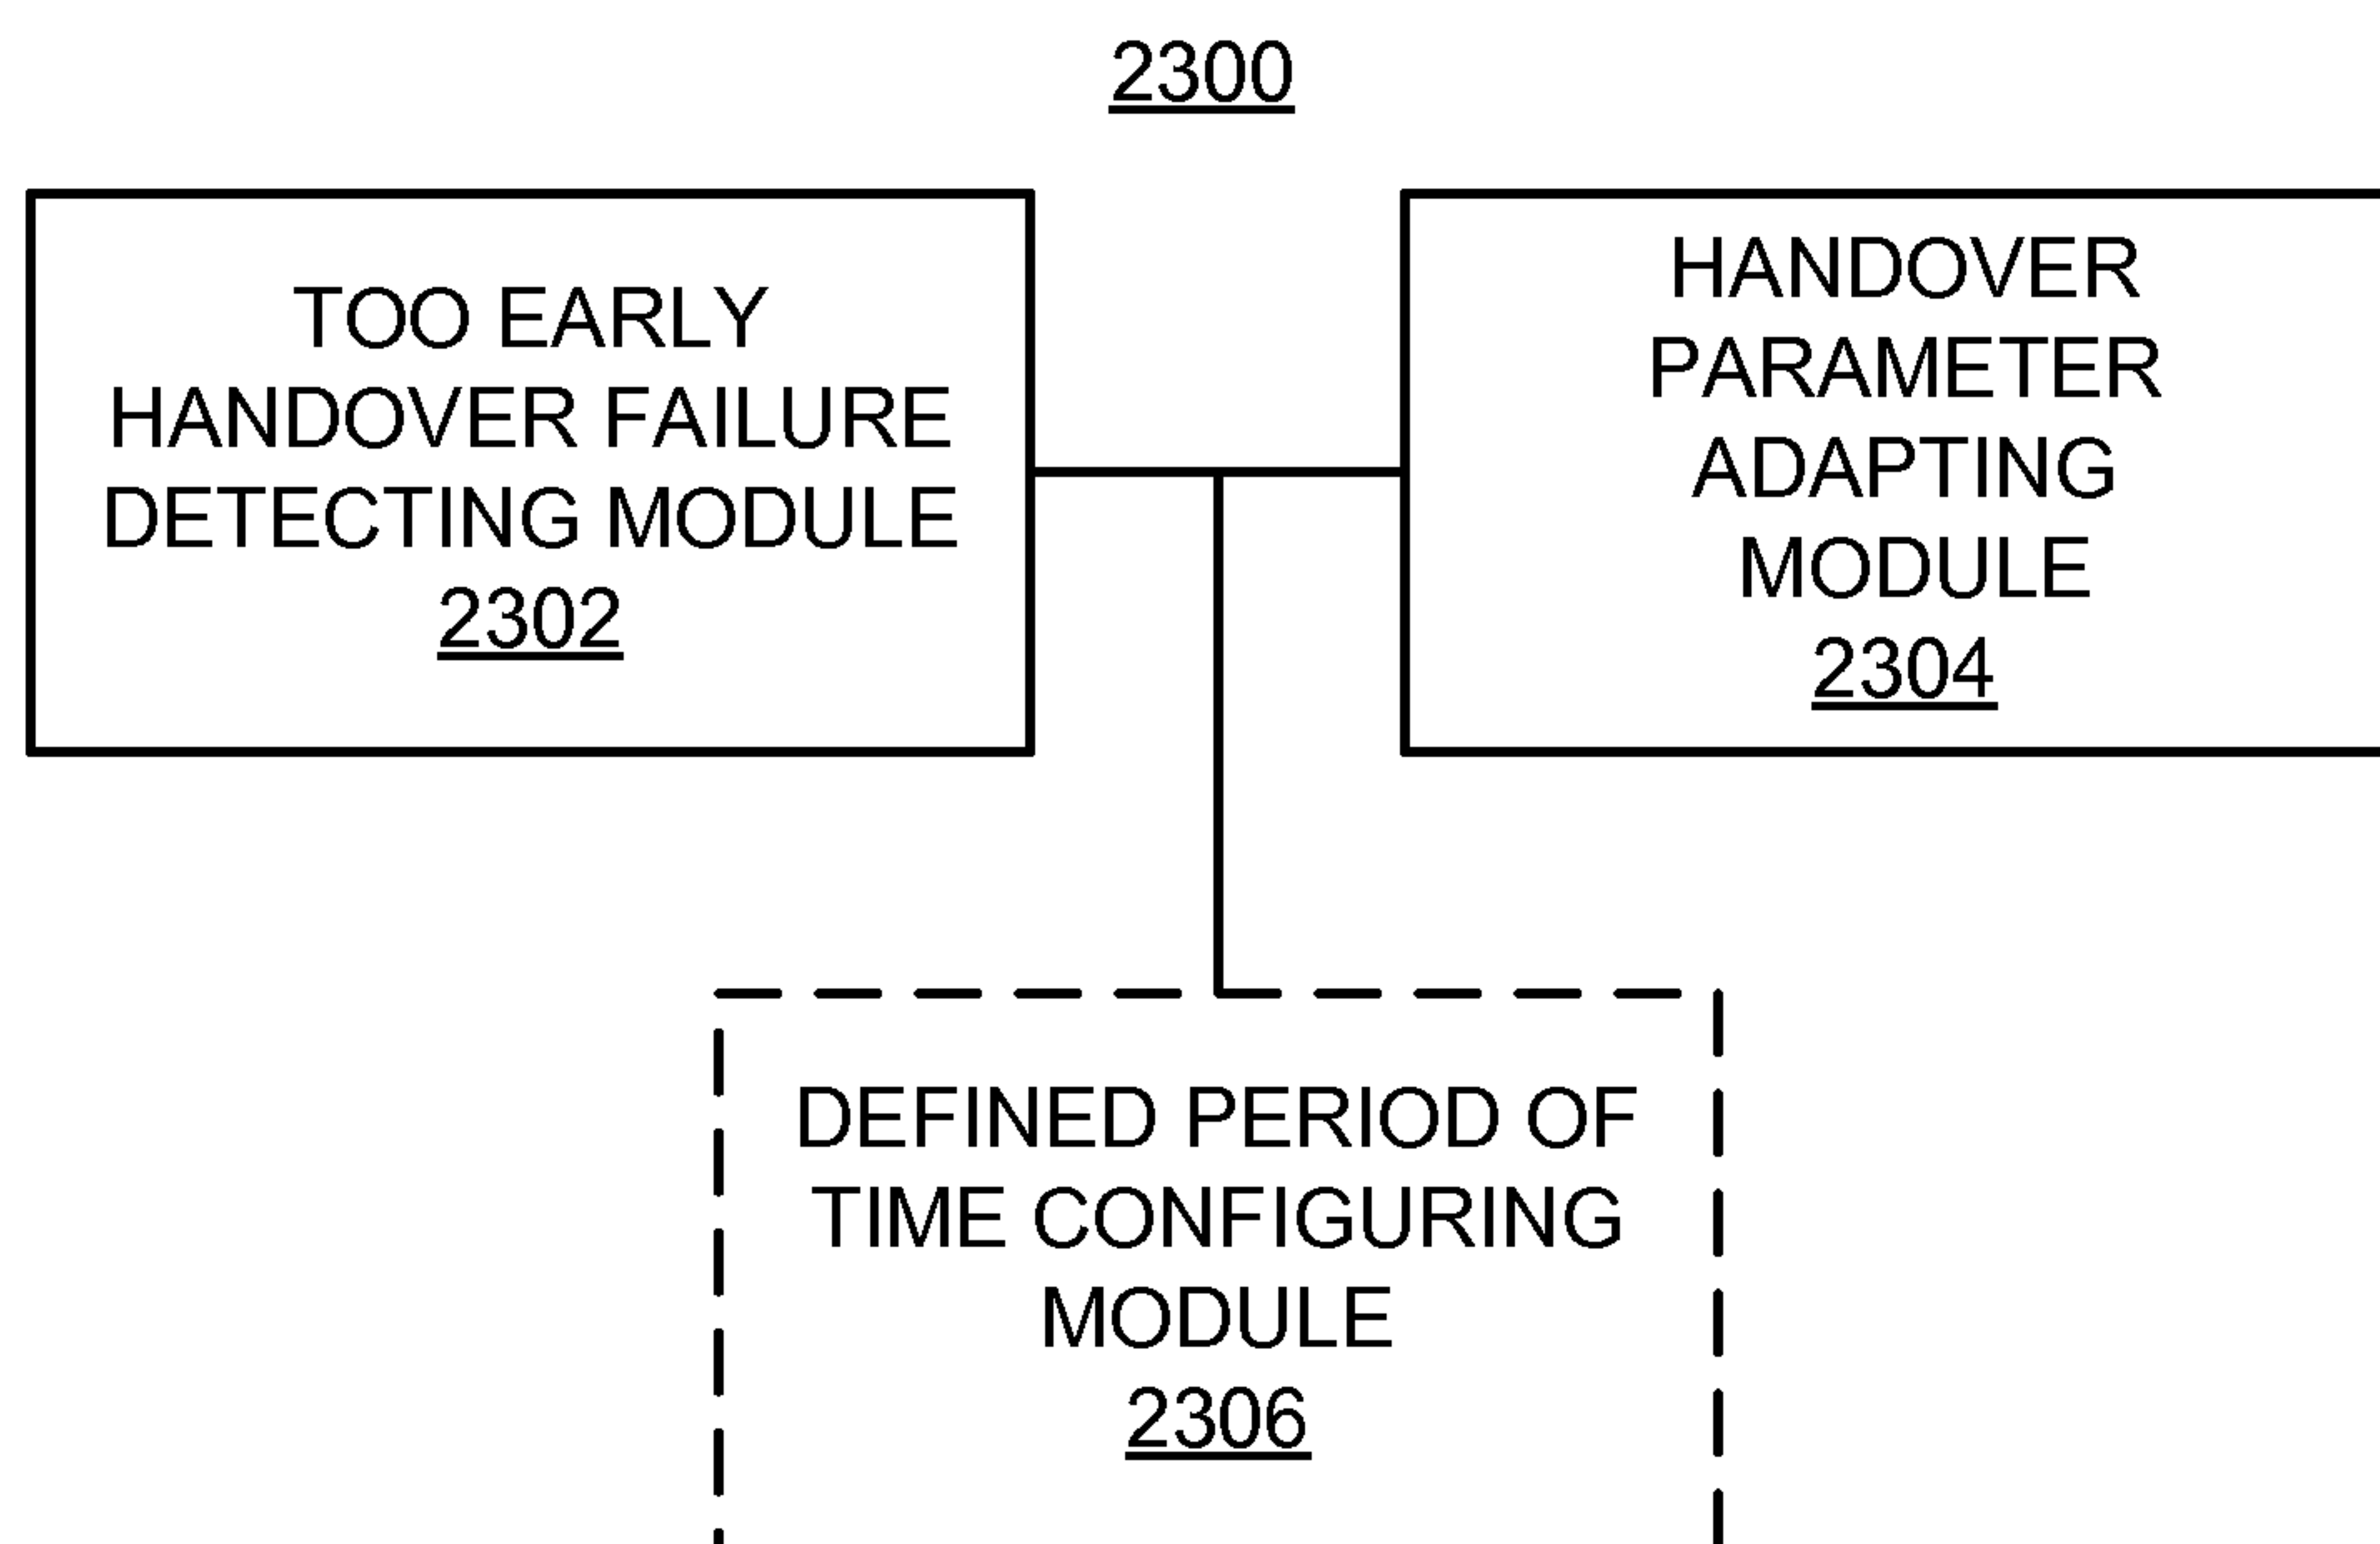 2300
TOO EARLY
HANDOVER FAILURE
DETECTING MODULE
2302
HANDOVER
PARAMETER
ADAPTING
MODULE
2304
DEFINED PERIOD OF
TIME CONFIGURING
MODULE
2306